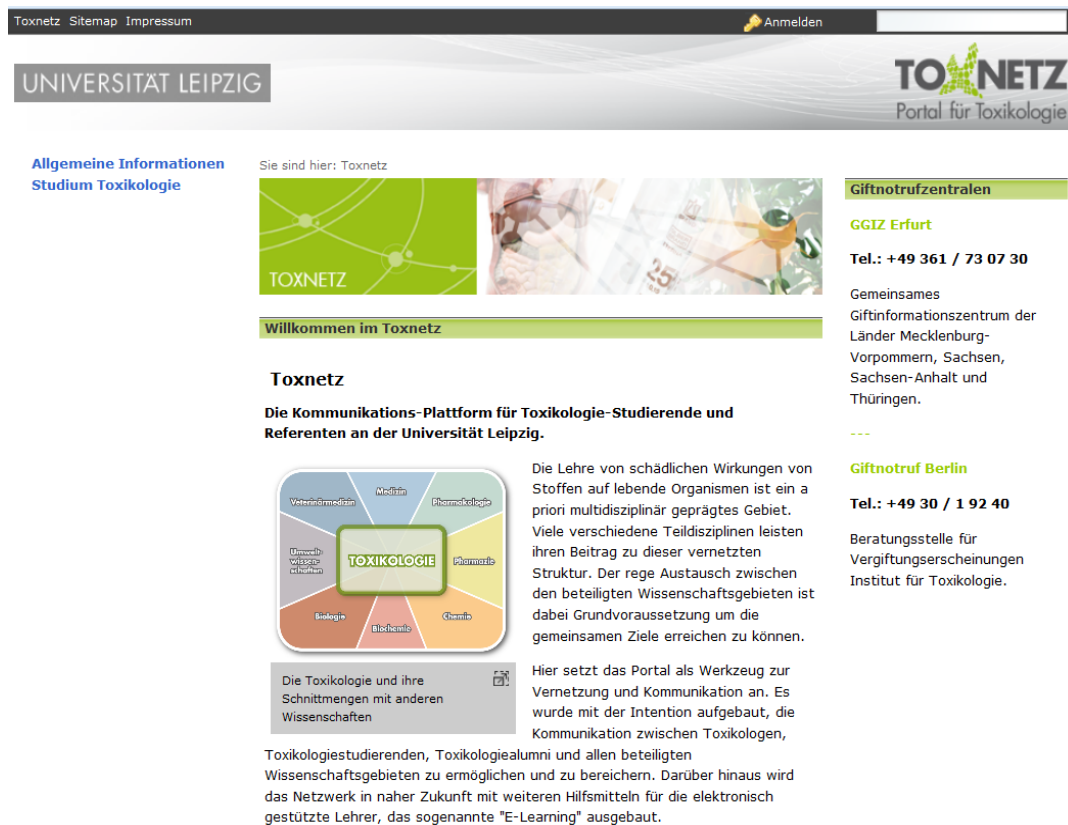 Toxnetz Sitemap Impressum
Anmelden
UNIVERSITÄT LEIPZIG
TOXNETZ
Portal für Toxikologie
Allgemeine Informationen
Studium Toxikologie
Sie sind hier: Toxnetz
TOXNETZ
25
Willkommen im Toxnetz
Toxnetz
Die Kommunikations-Plattform für Toxikologie-Studierende und
Referenten an der Universität Leipzig.
Veterinärmedizin
Medizin
Pharmakologie
Umwelt-
wissen-
schaften
TOXIKOLOGIE
Pharmazie
Biologie
Biochemie
Chemie
Die Toxikologie und ihre
Schnittmengen mit anderen
Wissenschaften
Die Lehre von schädlichen Wirkungen von
Stoffen auf lebende Organismen ist ein a
priori multidisziplinär geprägtes Gebiet.
Viele verschiedene Teildisziplinen leisten
ihren Beitrag zu dieser vernetzten
Struktur. Der rege Austausch zwischen
den beteiligten Wissenschaftsgebieten ist
dabei Grundvoraussetzung um die
gemeinsamen Ziele erreichen zu können.
Hier setzt das Portal als Werkzeug zur
Vernetzung und Kommunikation an. Es
wurde mit der Intention aufgebaut, die
Kommunikation zwischen Toxikologen,
Toxikologiestudierenden, Toxikologiealumni und allen beteiligten
Wissenschaftsgebieten zu ermöglichen und zu bereichern. Darüber hinaus wird
das Netzwerk in naher Zukunft mit weiteren Hilfsmitteln für die elektronisch
gestützte Lehrer, das sogenannte "E-Learning" ausgebaut.
Giftnotrufzentralen
GGIZ Erfurt
Tel.: +49 361 / 73 07 30
Gemeinsames
Giftinformationszentrum der
Länder Mecklenburg-
Vorpommern, Sachsen,
Sachsen-Anhalt und
Thüringen.
---
Giftnotruf Berlin
Tel.: +49 30 / 1 92 40
Beratungsstelle für
Vergiftungserscheinungen
Institut für Toxikologie.